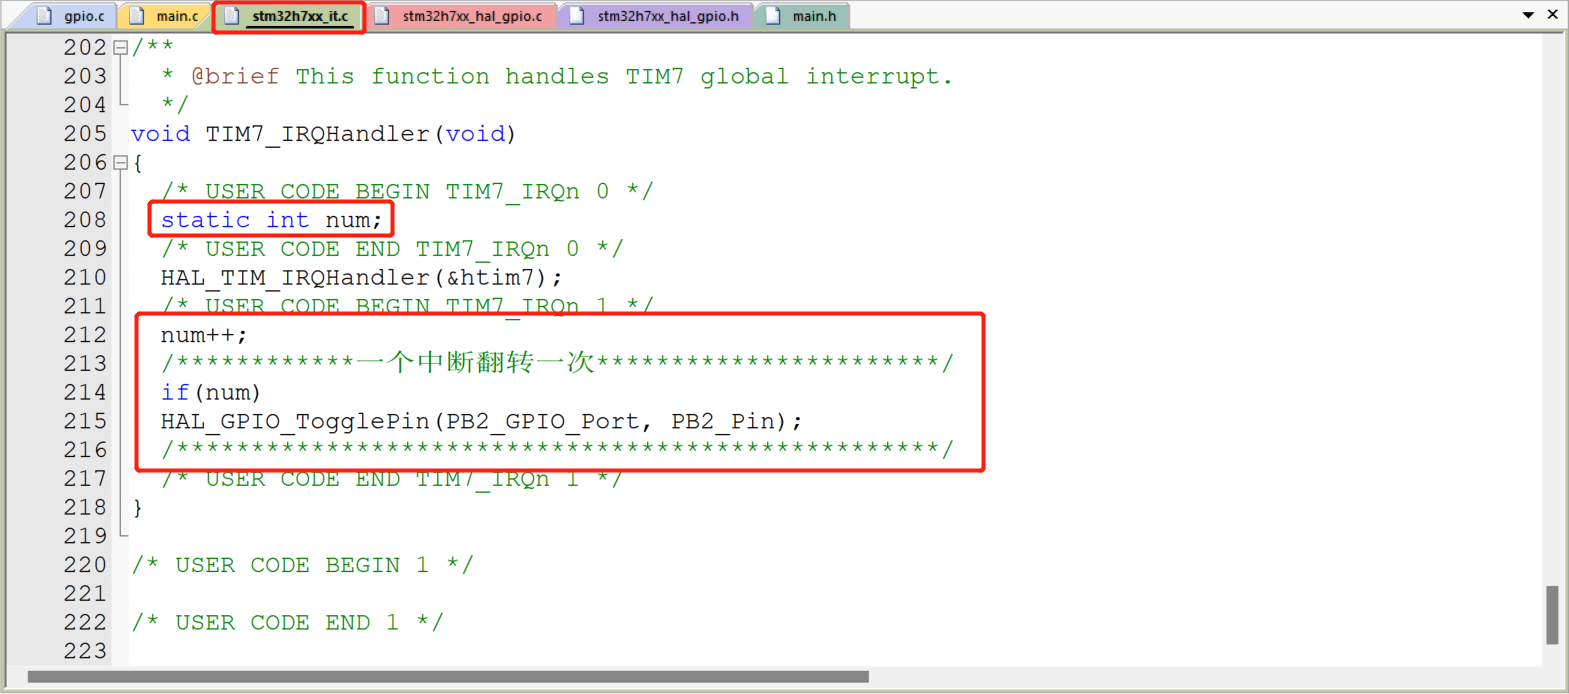 gpio.c main.c stm32h7xx_it.c stm32h7xx_hal_gpio.c stm32h7xx_hal_gpio.h main.h
202 /**
203 * @brief This function handles TIM7 global interrupt.
204 */
205 void TIM7_IRQHandler(void)
206 {
207 /* USER CODE BEGIN TIM7_IRQn 0 */
208 static int num;
209 /* USER CODE END TIM7_IRQn 0 */
210 HAL_TIM_IRQHandler(&htim7);
211 /* USER CODE BEGIN TIM7_IRQn 1 */
212 num++;
213 /************一个中断翻转一次***********************/
214 if(num)
215 HAL_GPIO_TogglePin(PB2_GPIO_Port, PB2_Pin);
216 /***************************************************/
217 /* USER CODE END TIM7_IRQn 1 */
218 }
219
220 /* USER CODE BEGIN 1 */
221
222 /* USER CODE END 1 */
223